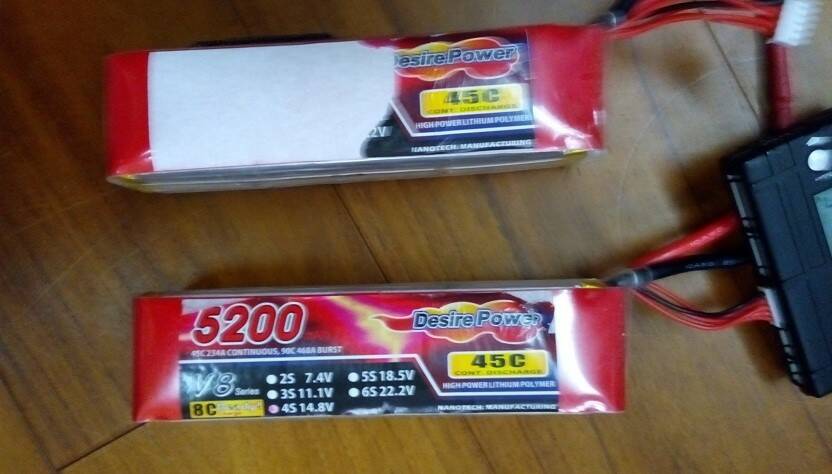 Desire Power
45C
CONT. DISCHARGE
HIGH POWER LITHIUM POLYMER
2V
NANOTECH. MANUFACTURING
5200
45C 234A CONTINUOUS, 90C 468A BURST
Desire Power
45C
CONT. DISCHARGE
HIGH POWER LITHIUM POLYMER
NANOTECH. MANUFACTURING
V8 Series
8C
2S 7.4V
3S 11.1V
4S 14.8V
5S 18.5V
6S 22.2V